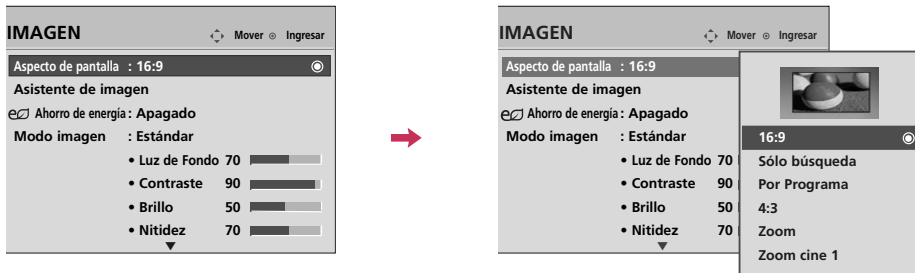 IMAGEN Mover Ingresar
Aspecto de pantalla : 16:9
Asistente de imagen
Ahorro de energía : Apagado
Modo imagen : Estándar
• Luz de Fondo 70
• Contraste 90
• Brillo 50
• Nitidez 70
IMAGEN Mover Ingresar
Aspecto de pantalla : 16:9
Asistente de imagen
Ahorro de energía : Apagado
Modo imagen : Estándar
• Luz de Fondo 70
• Contraste 90
• Brillo 50
• Nitidez 70
16:9
Sólo búsqueda
Por Programa
4:3
Zoom
Zoom cine 1